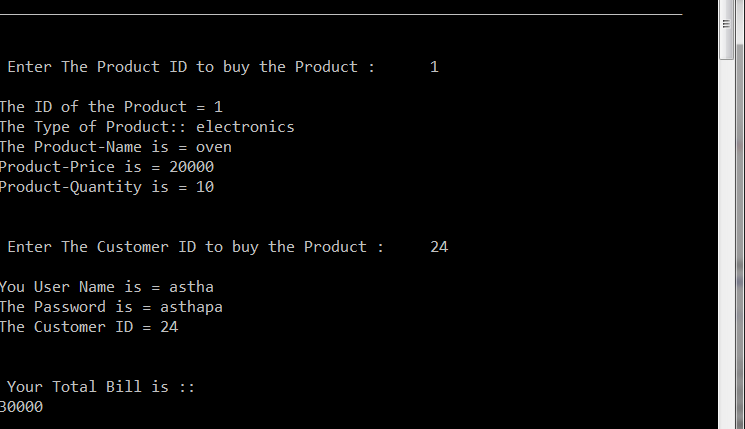 Enter The Product ID to buy the Product : 1
The ID of the Product = 1
The Type of Product:: electronics
The Product-Name is = oven
Product-Price is = 20000
Product-Quantity is = 10
Enter The Customer ID to buy the Product : 24
You User Name is = astha
The Password is = asthapa
The Customer ID = 24
Your Total Bill is ::
30000